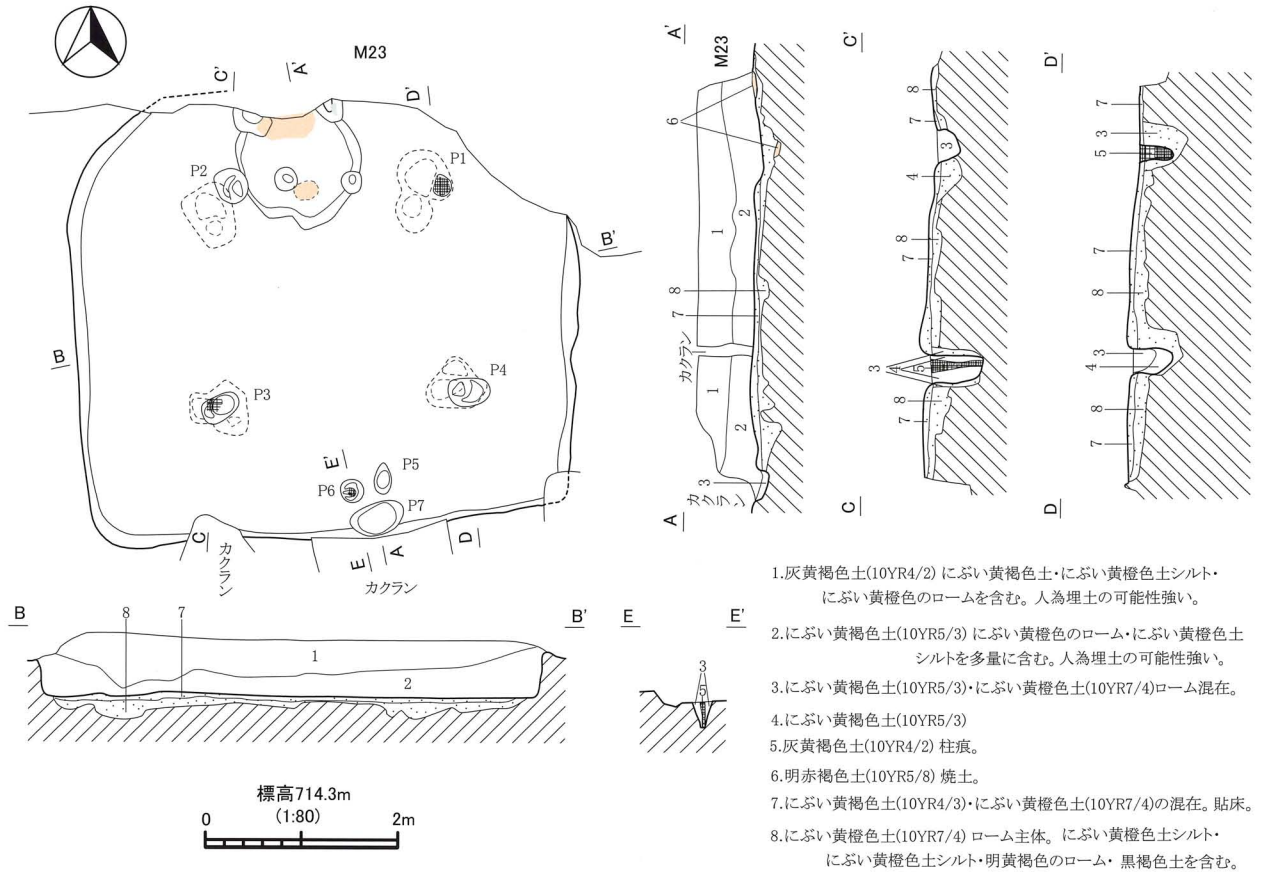 M23
A'
C'
D'
P1
P2
B'
B
P3
P4
E'
P5
P6
P7
C
カクラン
E
A
D
カクラン
A'
M23
6
1
2
8
7
カクラン
1
2
3
カクラン
A
C'
8
7
3
4
8
7
3
4
5
8
7
C
D'
7
3
5
7
8
3
4
8
7
D
B
8
7
B'
1
2
E
E'
3
5
標高714.3m
(1:80)
0
2m
1.灰黄褐色土(10YR4/2) にぶい黄褐色土・にぶい黄橙色土シルト・
にぶい黄橙色のロームを含む。人為埋土の可能性強い。
2.にぶい黄褐色土(10YR5/3) にぶい黄橙色のローム・にぶい黄橙色土
シルトを多量に含む。人為埋土の可能性強い。
3.にぶい黄褐色土(10YR5/3)・にぶい黄橙色土(10YR7/4)ローム混在。
4.にぶい黄褐色土(10YR5/3)
5.灰黄褐色土(10YR4/2) 柱痕。
6.明赤褐色土(10YR5/8) 焼土。
7.にぶい黄褐色土(10YR4/3)・にぶい黄橙色土(10YR7/4)の混在。貼床。
8.にぶい黄橙色土(10YR7/4) ローム主体。にぶい黄橙色土シルト・
にぶい黄橙色土シルト・明黄褐色のローム・黒褐色土を含む。